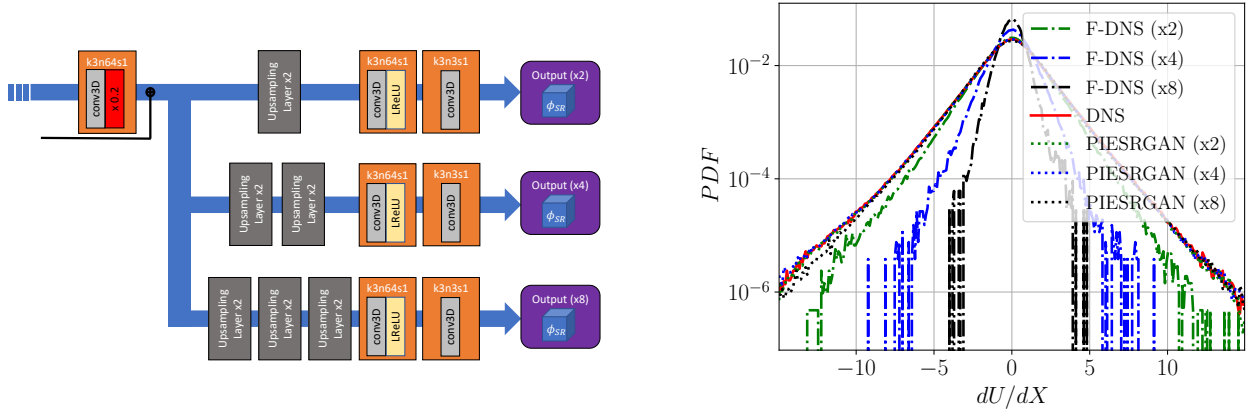 k3n64s1
conv3D
x 0.2
Upsampling
Layer x2
k3n64s1
conv3D
LReLU
k3n3s1
conv3D
Output (x2)
ϕSR
Upsampling
Layer x2
Upsampling
Layer x2
k3n64s1
conv3D
LReLU
k3n3s1
conv3D
Output (x4)
ϕSR
Upsampling
Layer x2
Upsampling
Layer x2
Upsampling
Layer x2
k3n64s1
conv3D
LReLU
k3n3s1
conv3D
Output (x8)
ϕSR
PDF
10⁻²
10⁻⁴
10⁻⁶
F-DNS (x2)
F-DNS (x4)
F-DNS (x8)
DNS
PIESRGAN (x2)
PIESRGAN (x4)
PIESRGAN (x8)
−10 −5 0 5 10
dU/dX